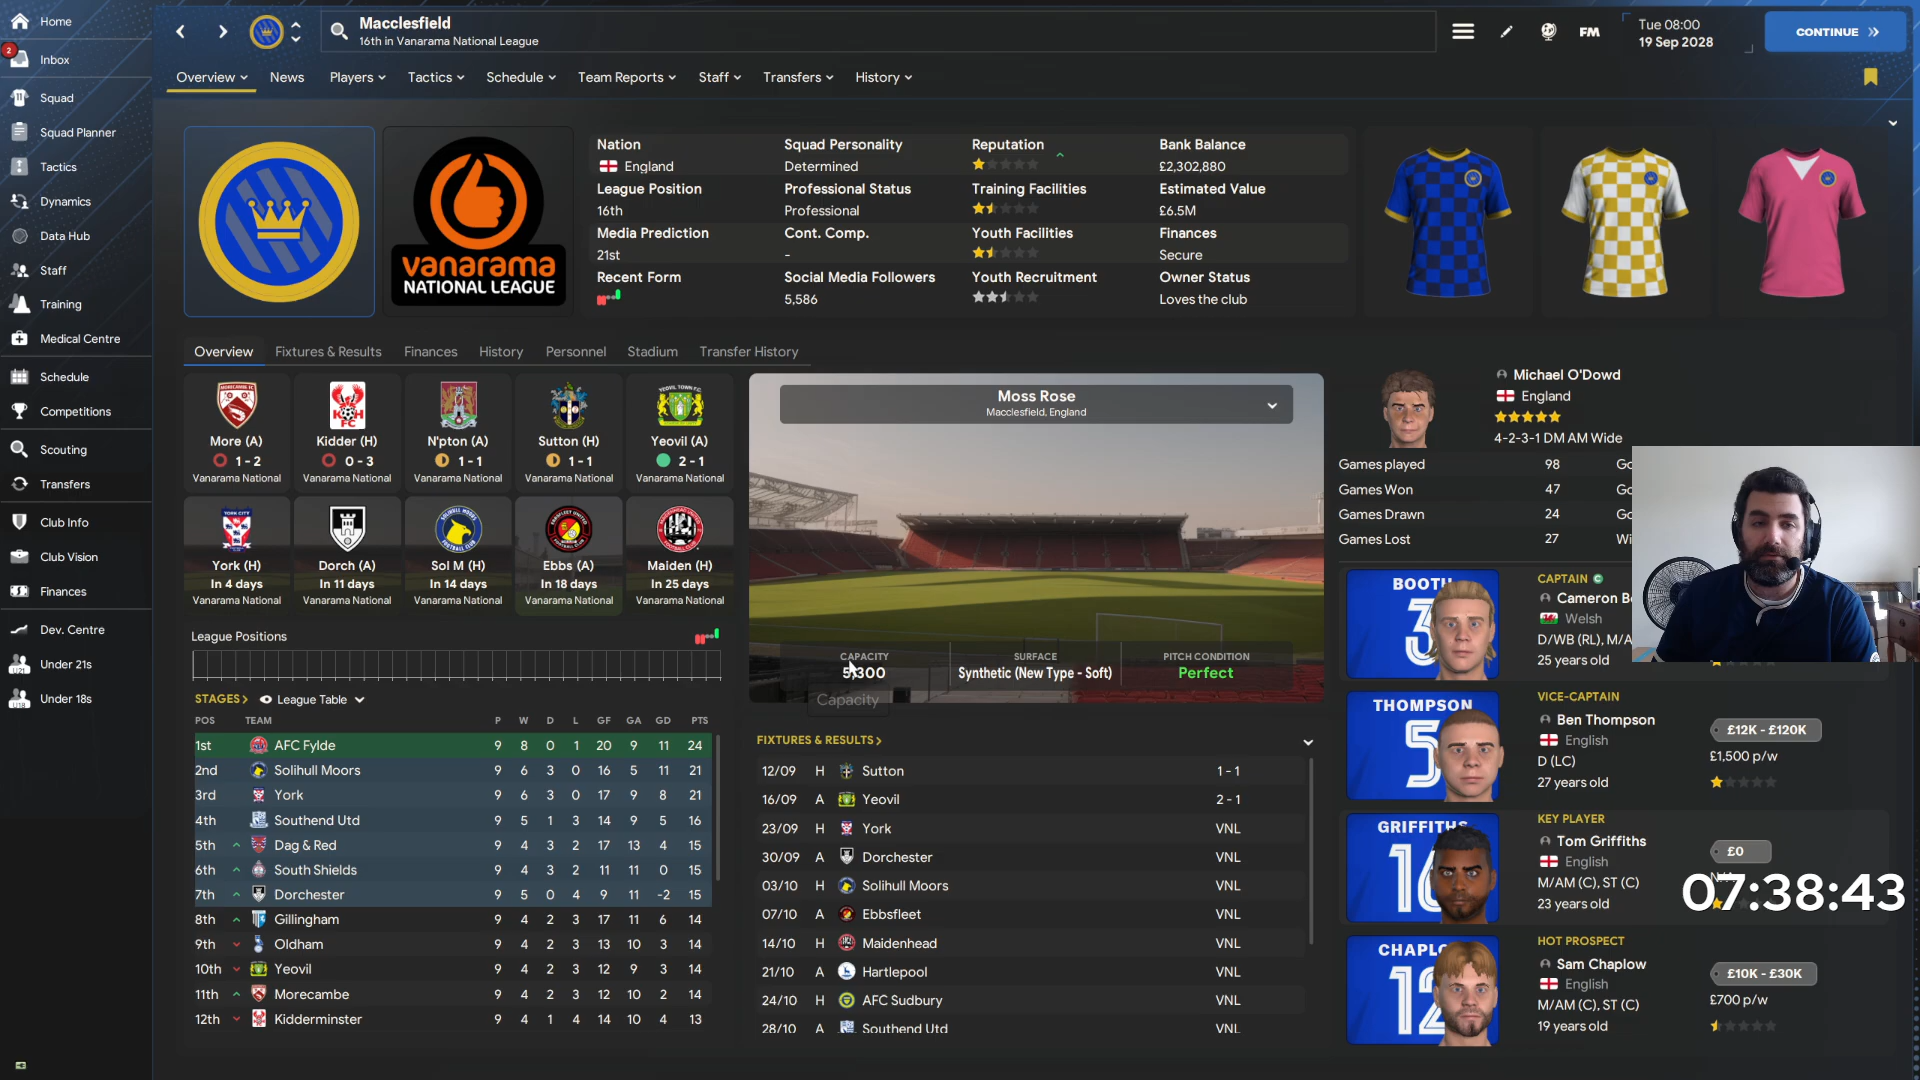 Home
2
Inbox
Squad
Squad Planner
Tactics
Dynamics
Data Hub
Staff
Training
Medical Centre
Schedule
Competitions
Scouting
Transfers
Club Info
Club Vision
Finances
Dev. Centre
Under 21s
Under 18s
Macclesfield
16th in Vanarama National League
FM
Tue 08:00
19 Sep 2028
CONTINUE
Overview
News
Players
Tactics
Schedule
Team Reports
Staff
Transfers
History
vanarama
NATIONAL LEAGUE
Nation
England
League Position
16th
Media Prediction
21st
Recent Form
Squad Personality
Determined
Professional Status
Professional
Cont. Comp.
-
Social Media Followers
5,586
Reputation
Training Facilities
Youth Facilities
Youth Recruitment
Bank Balance
£2,302,880
Estimated Value
£6.5M
Finances
Secure
Owner Status
Loves the club
Overview
Fixtures & Results
Finances
History
Personnel
Stadium
Transfer History
More (A)
1 - 2
Vanarama National
Kidder (H)
0 - 3
Vanarama National
N'pton (A)
1 - 1
Vanarama National
Sutton (H)
1 - 1
Vanarama National
Yeovil (A)
2 - 1
Vanarama National
York (H)
In 4 days
Vanarama National
Dorch (A)
In 11 days
Vanarama National
Sol M (H)
In 14 days
Vanarama National
Ebbs (A)
In 18 days
Vanarama National
Maiden (H)
In 25 days
Vanarama National
League Positions
STAGES > League Table
POS TEAM P W D L GF GA GD PTS
1st AFC Fylde 9 8 0 1 20 9 11 24
2nd Solihull Moors 9 6 3 0 16 5 11 21
3rd York 9 6 3 0 17 9 8 21
4th Southend Utd 9 5 1 3 14 9 5 16
5th Dag & Red 9 4 3 2 17 13 4 15
6th South Shields 9 4 3 2 11 11 0 15
7th Dorchester 9 5 0 4 9 11 -2 15
8th Gillingham 9 4 2 3 17 11 6 14
9th Oldham 9 4 2 3 13 10 3 14
10th Yeovil 9 4 2 3 12 9 3 14
11th Morecambe 9 4 2 3 12 10 2 14
12th Kidderminster 9 4 1 4 14 10 4 13
Moss Rose
Macclesfield, England
CAPACITY
5,300
SURFACE
Synthetic (New Type - Soft)
PITCH CONDITION
Perfect
Capacity
FIXTURES & RESULTS >
12/09 H Sutton 1 - 1
16/09 A Yeovil 2 - 1
23/09 H York VNL
30/09 A Dorchester VNL
03/10 H Solihull Moors VNL
07/10 A Ebbsfleet VNL
14/10 H Maidenhead VNL
21/10 A Hartlepool VNL
24/10 H AFC Sudbury VNL
28/10 A Southend Utd VNL
Michael O'Dowd
England
4-2-3-1 DM AM Wide
Games played 98
Games Won 47
Games Drawn 24
Games Lost 27
BOOTH
3
CAPTAIN C
Cameron
Welsh
D/WB (RL),
25 years old
THOMPSON
5
VICE-CAPTAIN
Ben Thompson
English
D (LC)
27 years old
£12K - £120K
£1,500 p/w
GRIFFITHS
16
KEY PLAYER
Tom Griffiths
English
M/AM (C), ST (C)
23 years old
£0
07:38:43
12
HOT PROSPECT
Sam Chaplow
English
M/AM (C), ST (C)
19 years old
£10K - £30K
£700 p/w